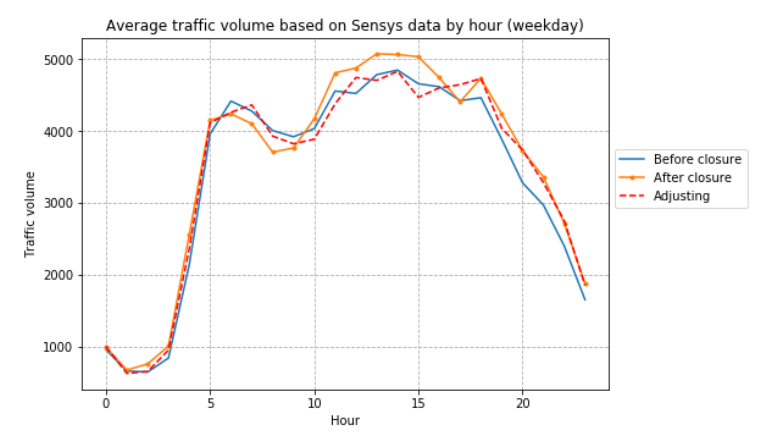 Average traffic volume based on Sensys data by hour (weekday)
5000
4000
3000
2000
1000
Traffic volume
0 5 10 15 20
Hour
Before closure
After closure
Adjusting